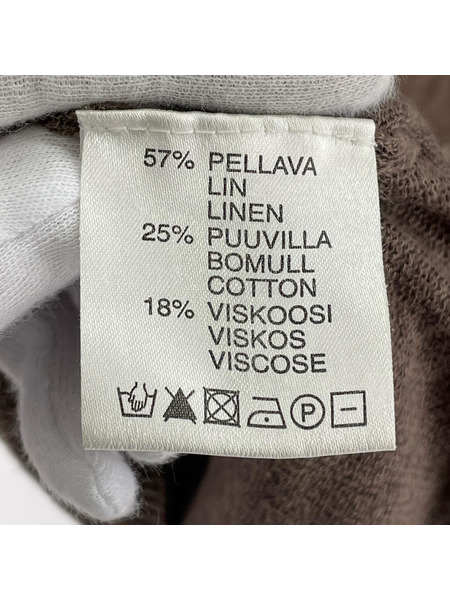 57% PELLAVA
LIN
LINEN
25% PUUVILLA
BOMULL
COTTON
18% VISKOOSI
VISKOS
VISCOSE
P